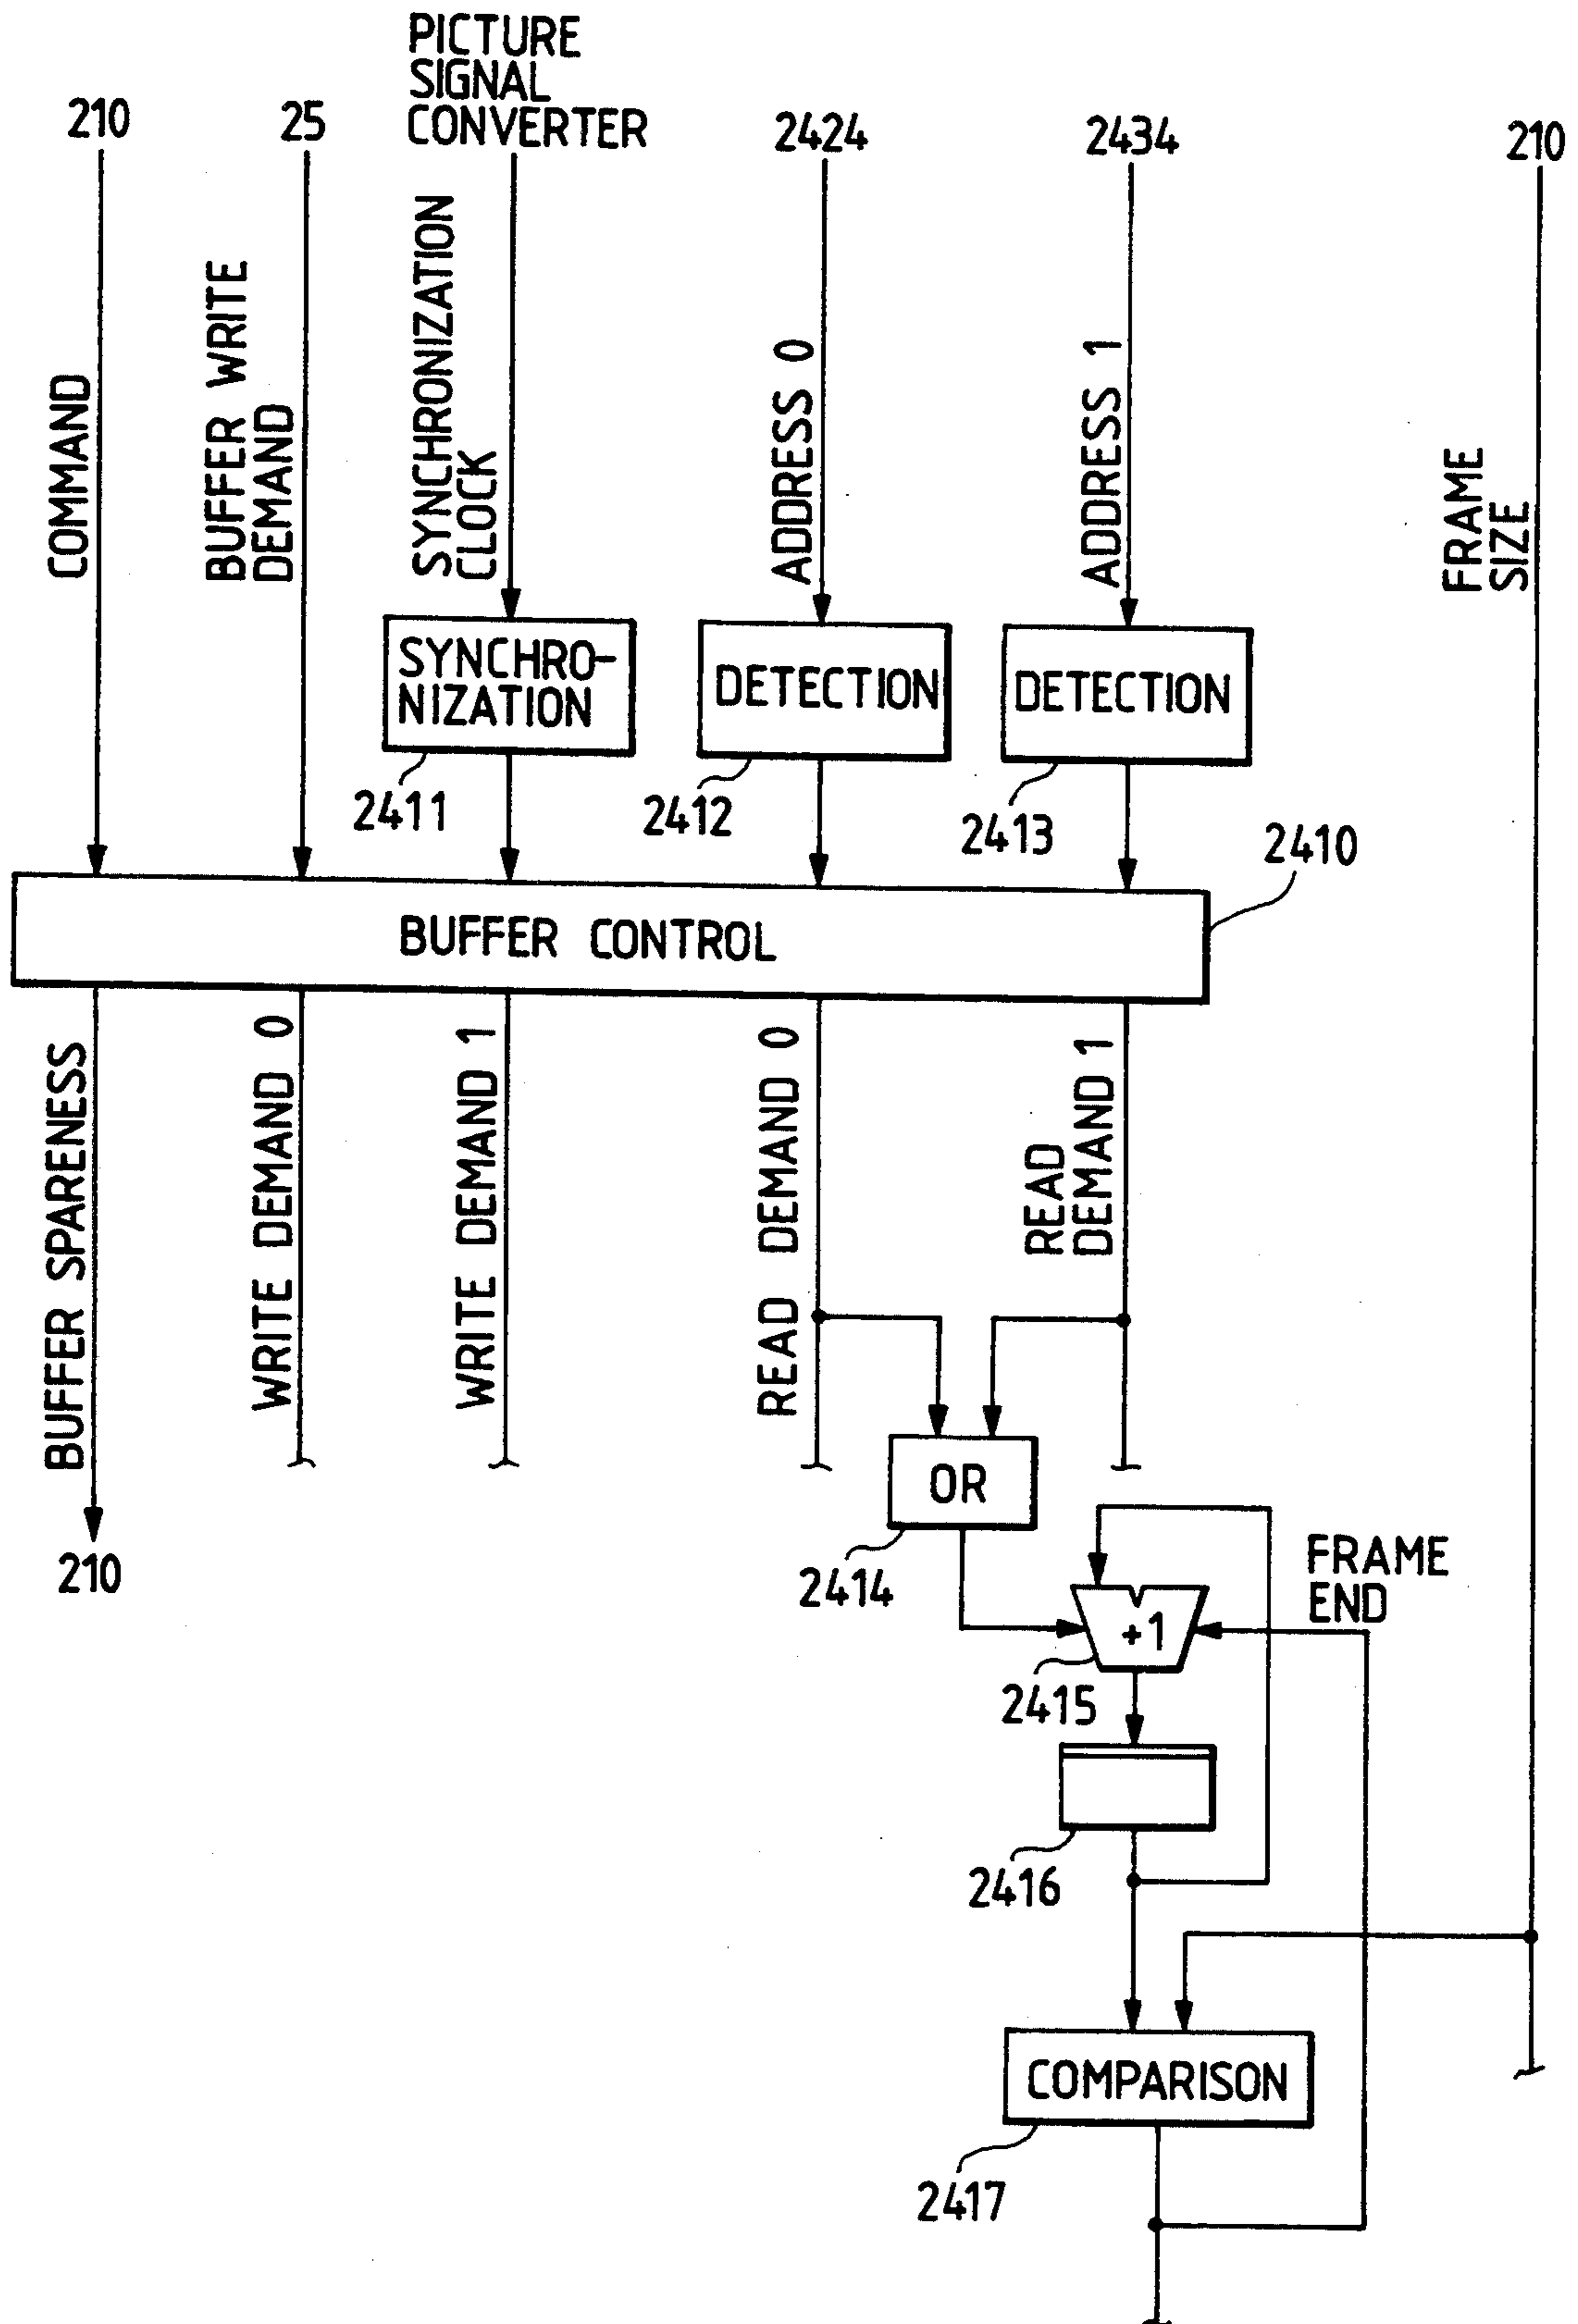 PICTURE
SIGNAL
CONVERTER
210
25
2424
2434
210
COMMAND
BUFFER WRITE
DEMAND
SYNCHRONIZATION
CLOCK
ADDRESS 0
ADDRESS 1
FRAME
SIZE
SYNCHRO-
NIZATION
DETECTION
DETECTION
2411
2412
2413
2410
BUFFER CONTROL
BUFFER SPARENESS
WRITE DEMAND 0
WRITE DEMAND 1
READ DEMAND 0
READ
DEMAND 1
OR
210
2414
FRAME
END
+1
2415
2416
COMPARISON
2417